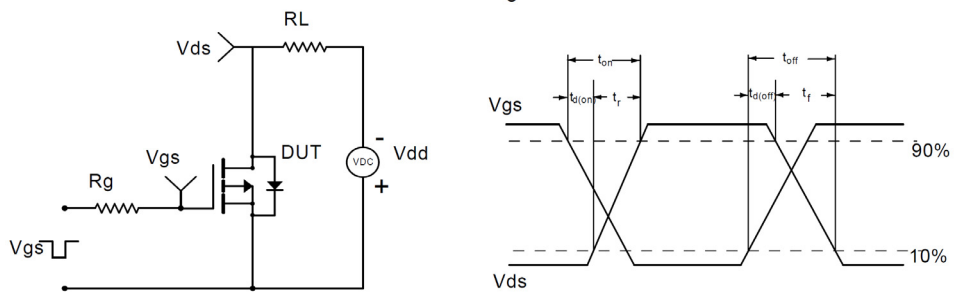 RL
Vds
-
Vdd
+
VDC
DUT
Vgs
Rg
Vgs
ton
toff
td(on)
tr
td(off)
tf
Vgs
90%
10%
Vds